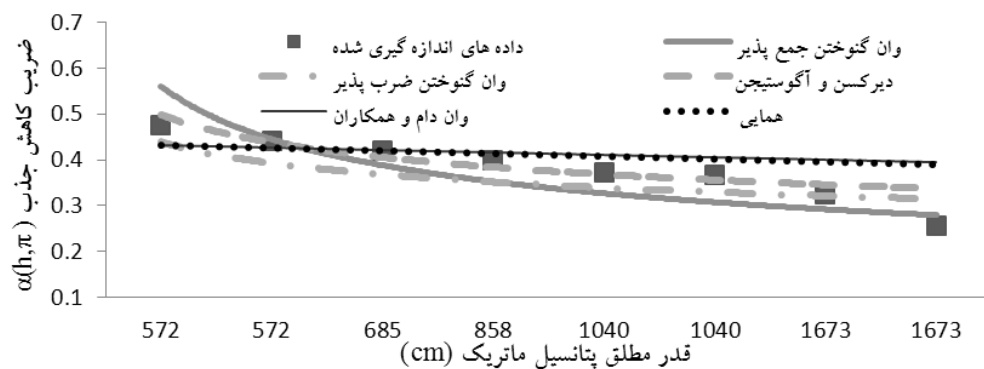 0.7
0.6
0.5
0.4
0.3
0.2
0.1
ضریب کاهش جذب α(h,π)
داده های اندازه گیری شده
وان گنوختن جمع پذیر
وان گنوختن ضرب پذیر
دیرکسن و آگوستیجن
وان دام و همکاران
همایی
572 572 685 858 1040 1040 1673 1673
قدر مطلق پتانسیل ماتریک (cm)